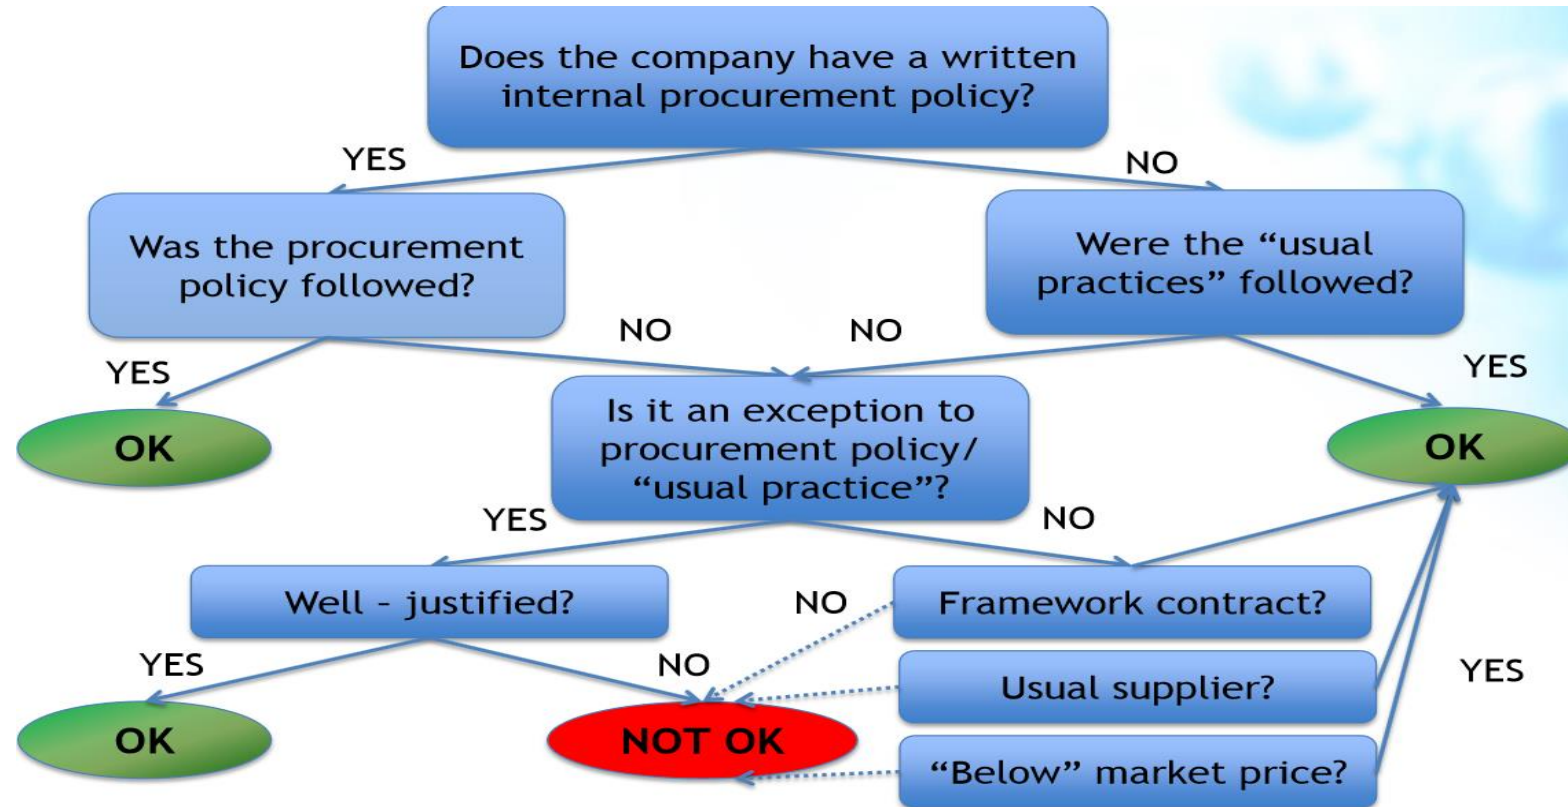 Does the company have a written
internal procurement policy?
YES
NO
Was the procurement
policy followed?
Were the “usual
practices” followed?
NO
NO
YES
YES
OK
Is it an exception to
procurement policy/
“usual practice”?
OK
YES
NO
Well - justified?
NO
Framework contract?
YES
NO
Usual supplier?
YES
OK
NOT OK
“Below” market price?